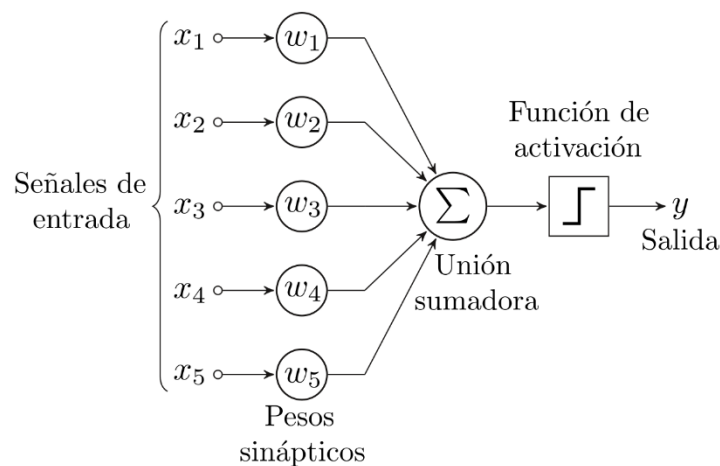 x₁ w₁
x₂ w₂
Función de
activación
Señales de
entrada
x₃ w₃ ∑ y
Salida
Unión
sumadora
x₄ w₄
x₅ w₅
Pesos
sinápticos